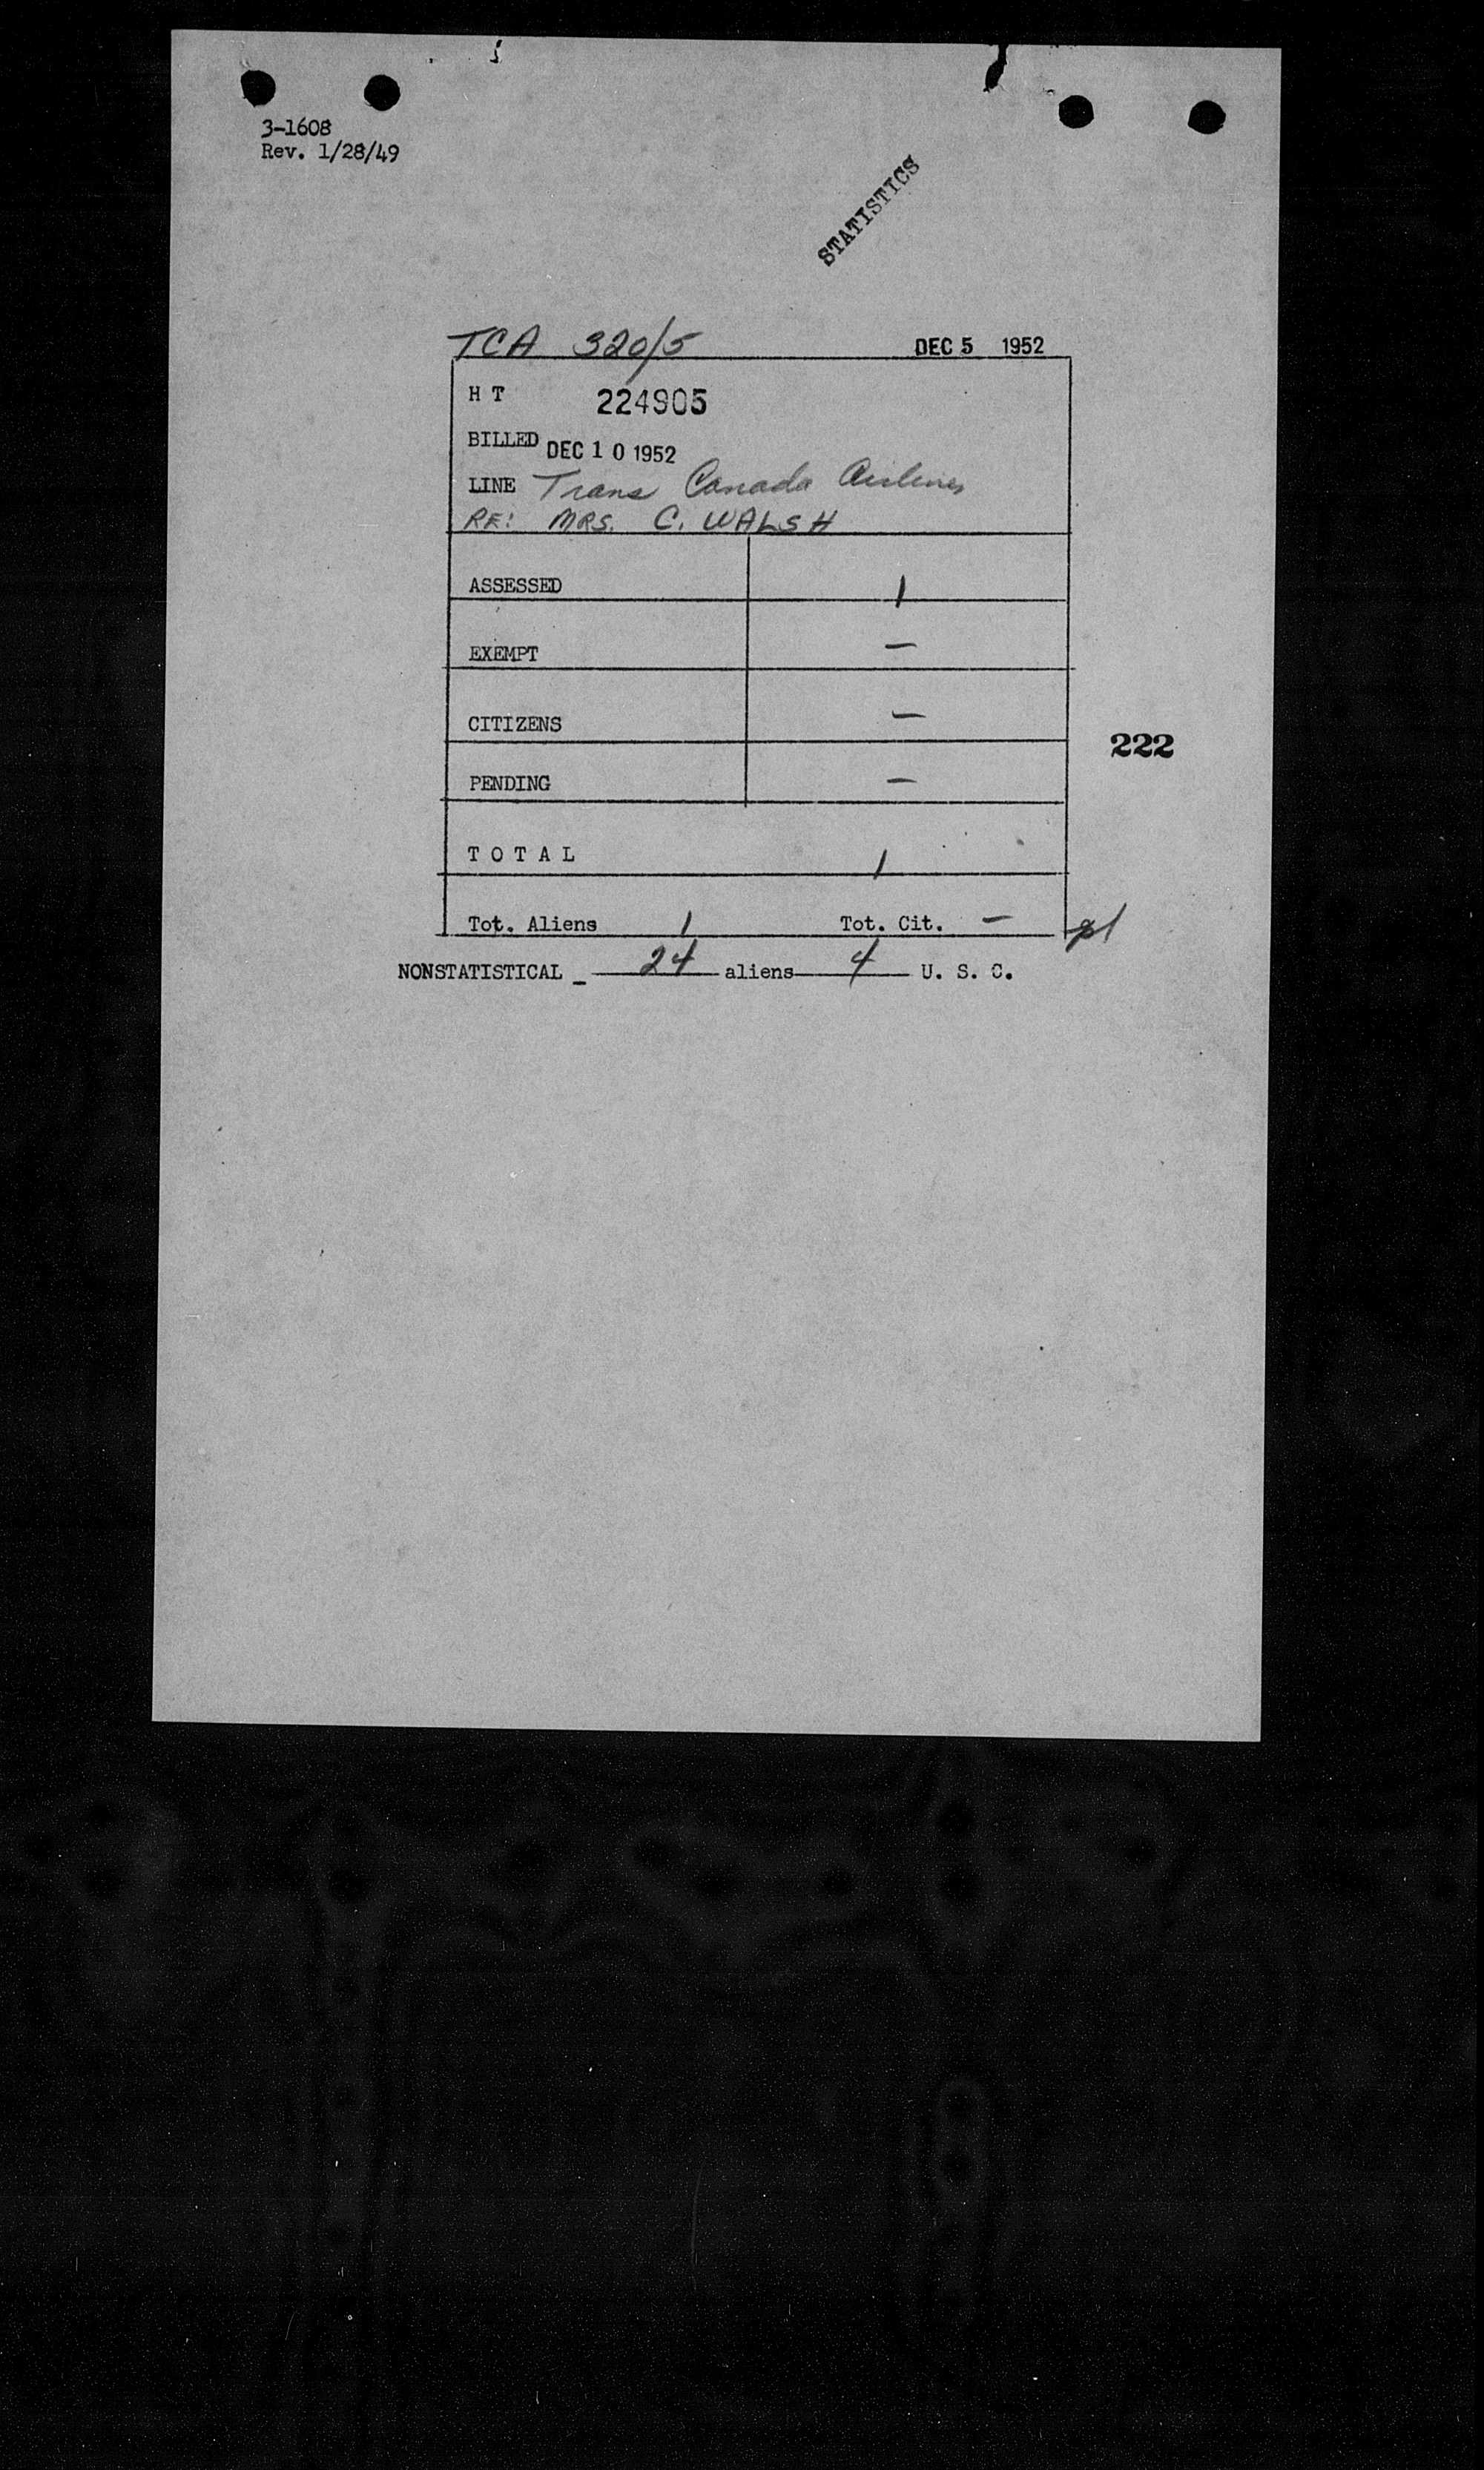 3-1608
Rev. 1/28/49
STATISTICS
TCA 320/5 DEC 5 1952
H T 224905
BILLED DEC 10 1952
LINE Trans Canada Airlines
RE: MRS. C. WALSH
ASSESSED 1
EXEMPT —
CITIZENS —
222
PENDING —
T O T A L 1
Tot. Aliens 1 Tot. Cit. —
NONSTATISTICAL _ 24 aliens 4 U. S. C.